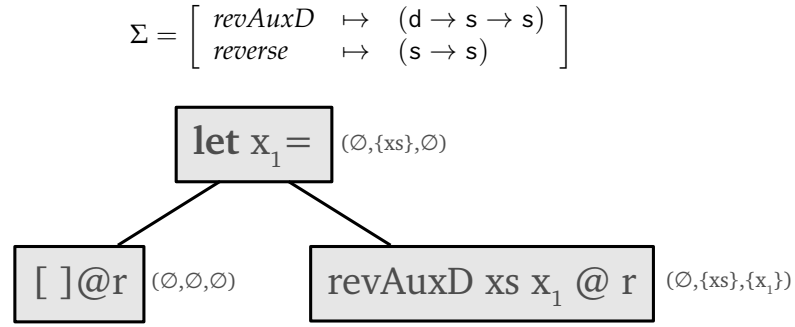 Σ = [ revAuxD ↦ (d → s → s)
reverse ↦ (s → s) ]
let x₁= (∅,{xs},∅)
[ ]@r (∅,∅,∅) revAuxD xs x₁ @ r (∅,{xs},{x₁})